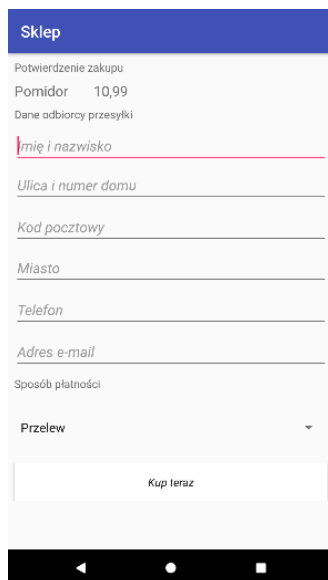 Sklep
Potwierdzenie zakupu
Pomidor 10,99
Dane odbiorcy przesyłki
Imię i nazwisko
Ulica i numer domu
Kod pocztowy
Miasto
Telefon
Adres e-mail
Sposób płatności
Przelew
Kup teraz